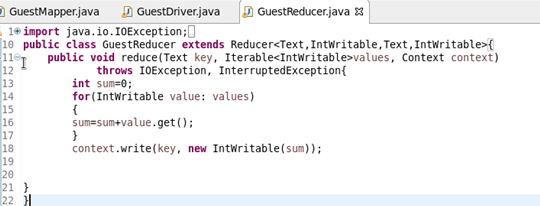 GuestMapper.java GuestDriver.java GuestReducer.java
1 import java.io.IOException;
10 public class GuestReducer extends Reducer<Text,IntWritable,Text,IntWritable>{
11 public void reduce(Text key, Iterable<IntWritable>values, Context context)
12 throws IOException, InterruptedException{
13 int sum=0;
14 for(IntWritable value: values)
15 {
16 sum=sum+value.get();
17 }
18 context.write(key, new IntWritable(sum));
19
20
21 }
22 }